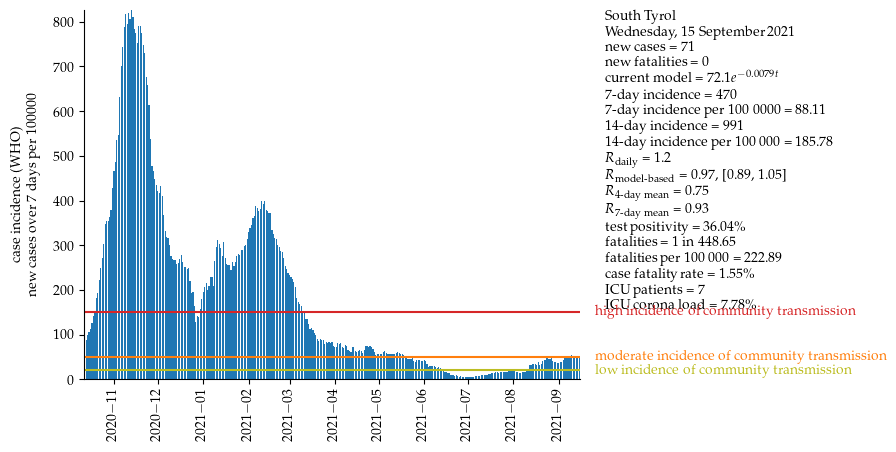 800
700
600
500
400
300
200
100
0
case incidence (WHO)
new cases over 7 days per 100000
2020−11
2020−12
2021−01
2021−02
2021−03
2021−04
2021−05
2021−06
2021−07
2021−08
2021−09
South Tyrol
Wednesday, 15 September 2021
new cases = 71
new fatalities = 0
current model = 72.1e^{−0.0079t}
7-day incidence = 470
7-day incidence per 100 0000 = 88.11
14-day incidence = 991
14-day incidence per 100 000 = 185.78
R_daily = 1.2
R_model-based = 0.97, [0.89, 1.05]
R_4-day mean = 0.75
R_7-day mean = 0.93
test positivity = 36.04%
fatalities = 1 in 448.65
fatalities per 100 000 = 222.89
case fatality rate = 1.55%
ICU patients = 7
ICU corona load = 7.78%
high incidence of community transmission
moderate incidence of community transmission
low incidence of community transmission